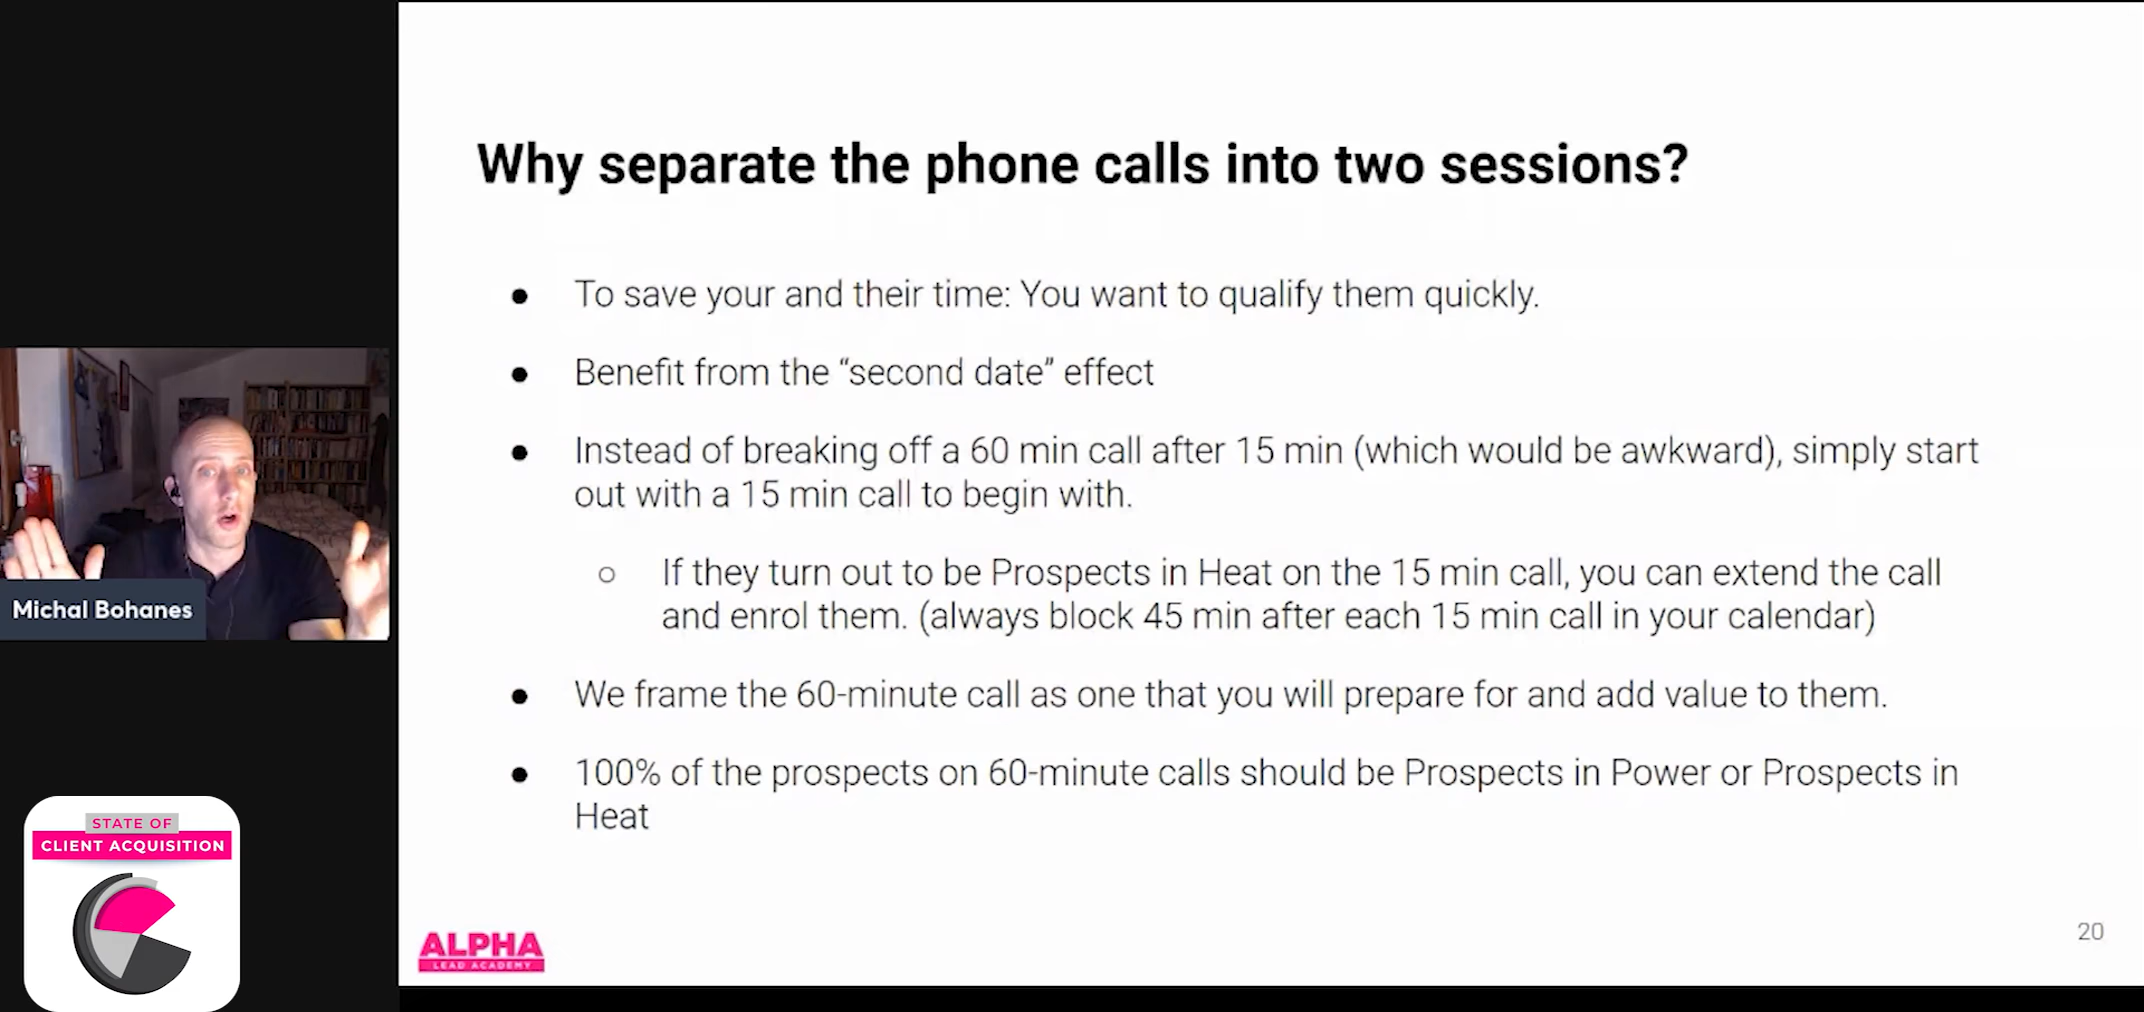 Why separate the phone calls into two sessions?
● To save your and their time: You want to qualify them quickly.
● Benefit from the “second date” effect
● Instead of breaking off a 60 min call after 15 min (which would be awkward), simply start
out with a 15 min call to begin with.
○ If they turn out to be Prospects in Heat on the 15 min call, you can extend the call
and enrol them. (always block 45 min after each 15 min call in your calendar)
● We frame the 60-minute call as one that you will prepare for and add value to them.
● 100% of the prospects on 60-minute calls should be Prospects in Power or Prospects in
Heat
Michal Bohanes
STATE OF
CLIENT ACQUISITION
ALPHA
LEAD ACADEMY
20